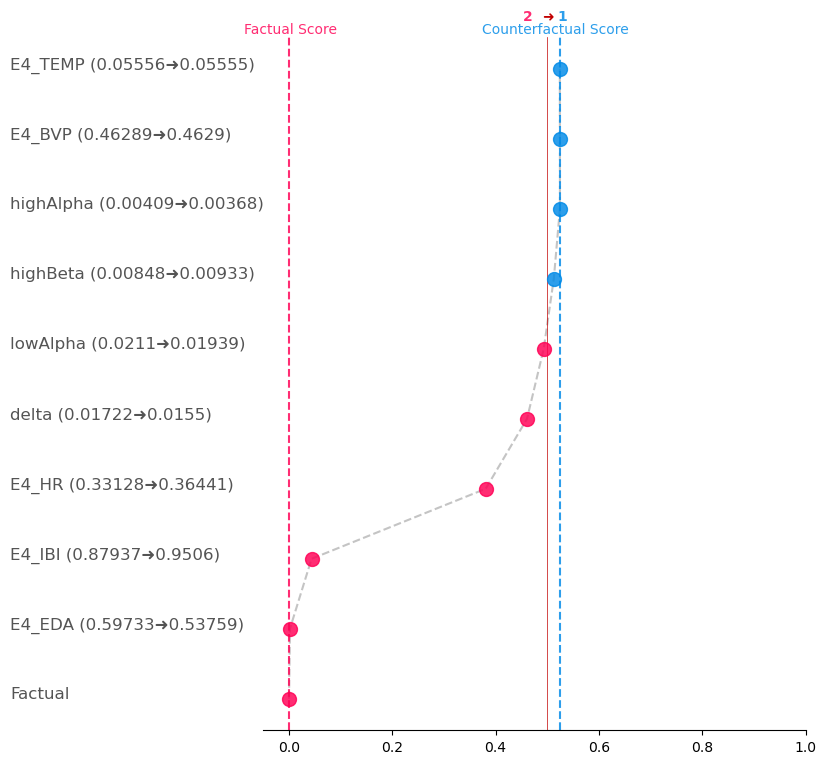 2 ➔ 1
Factual Score Counterfactual Score
E4_TEMP (0.05556➔0.05555)
E4_BVP (0.46289➔0.4629)
highAlpha (0.00409➔0.00368)
highBeta (0.00848➔0.00933)
lowAlpha (0.0211➔0.01939)
delta (0.01722➔0.0155)
E4_HR (0.33128➔0.36441)
E4_IBI (0.87937➔0.9506)
E4_EDA (0.59733➔0.53759)
Factual
0.0 0.2 0.4 0.6 0.8 1.0